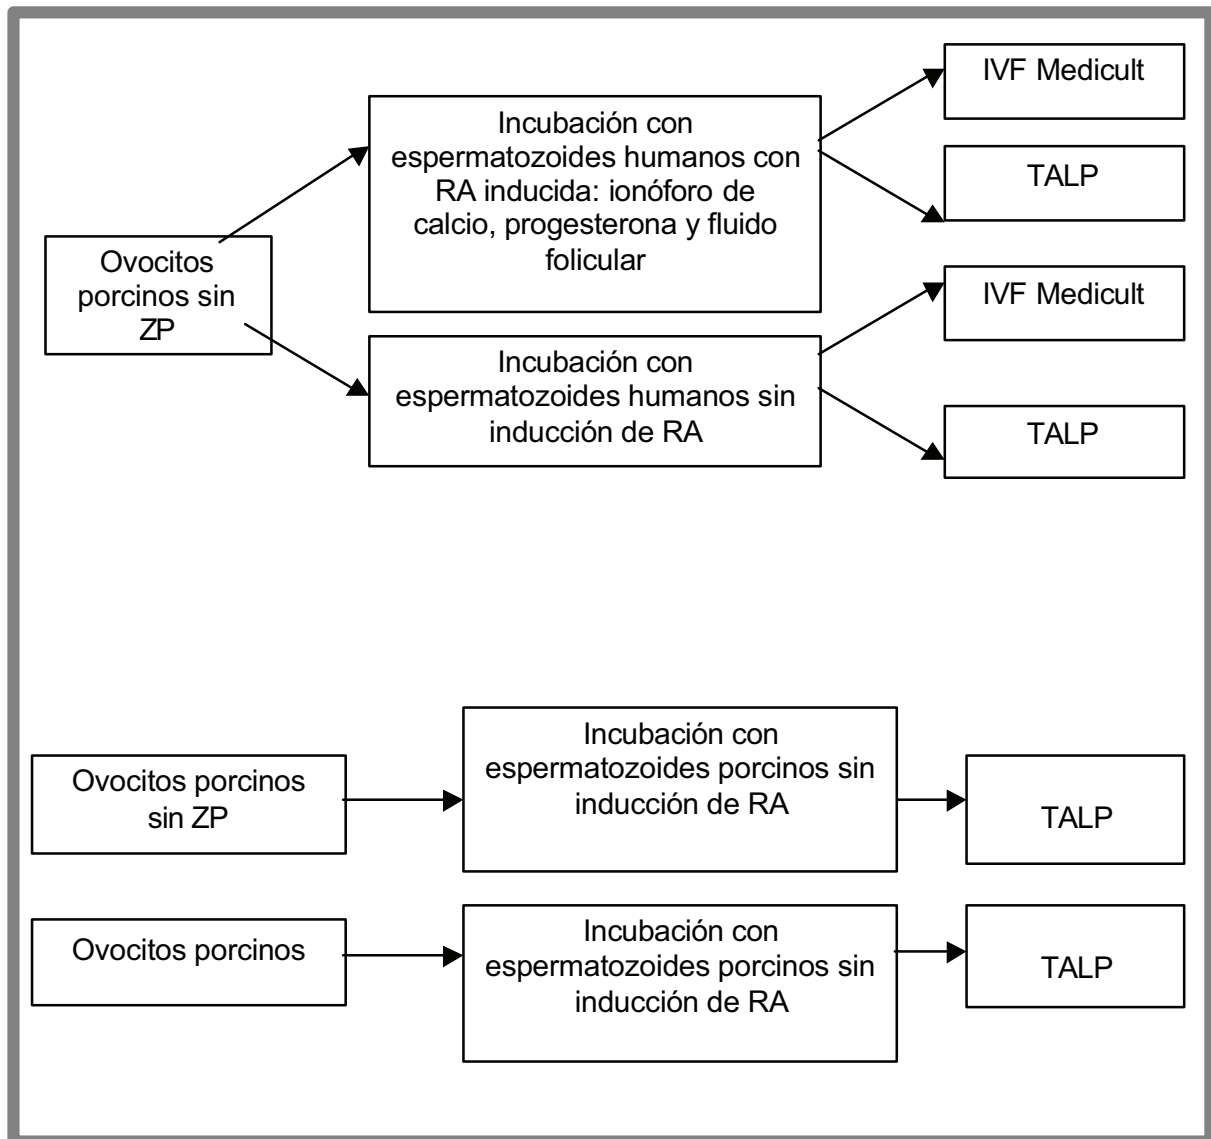 Ovocitos
porcinos sin
ZP
Incubación con
espermatozoides humanos con
RA inducida: ionóforo de
calcio, progesterona y fluido
folicular
IVF Medicult
TALP
Incubación con
espermatozoides humanos sin
inducción de RA
IVF Medicult
TALP
Ovocitos porcinos
sin ZP
Incubación con
espermatozoides porcinos sin
inducción de RA
TALP
Ovocitos porcinos
Incubación con
espermatozoides porcinos sin
inducción de RA
TALP